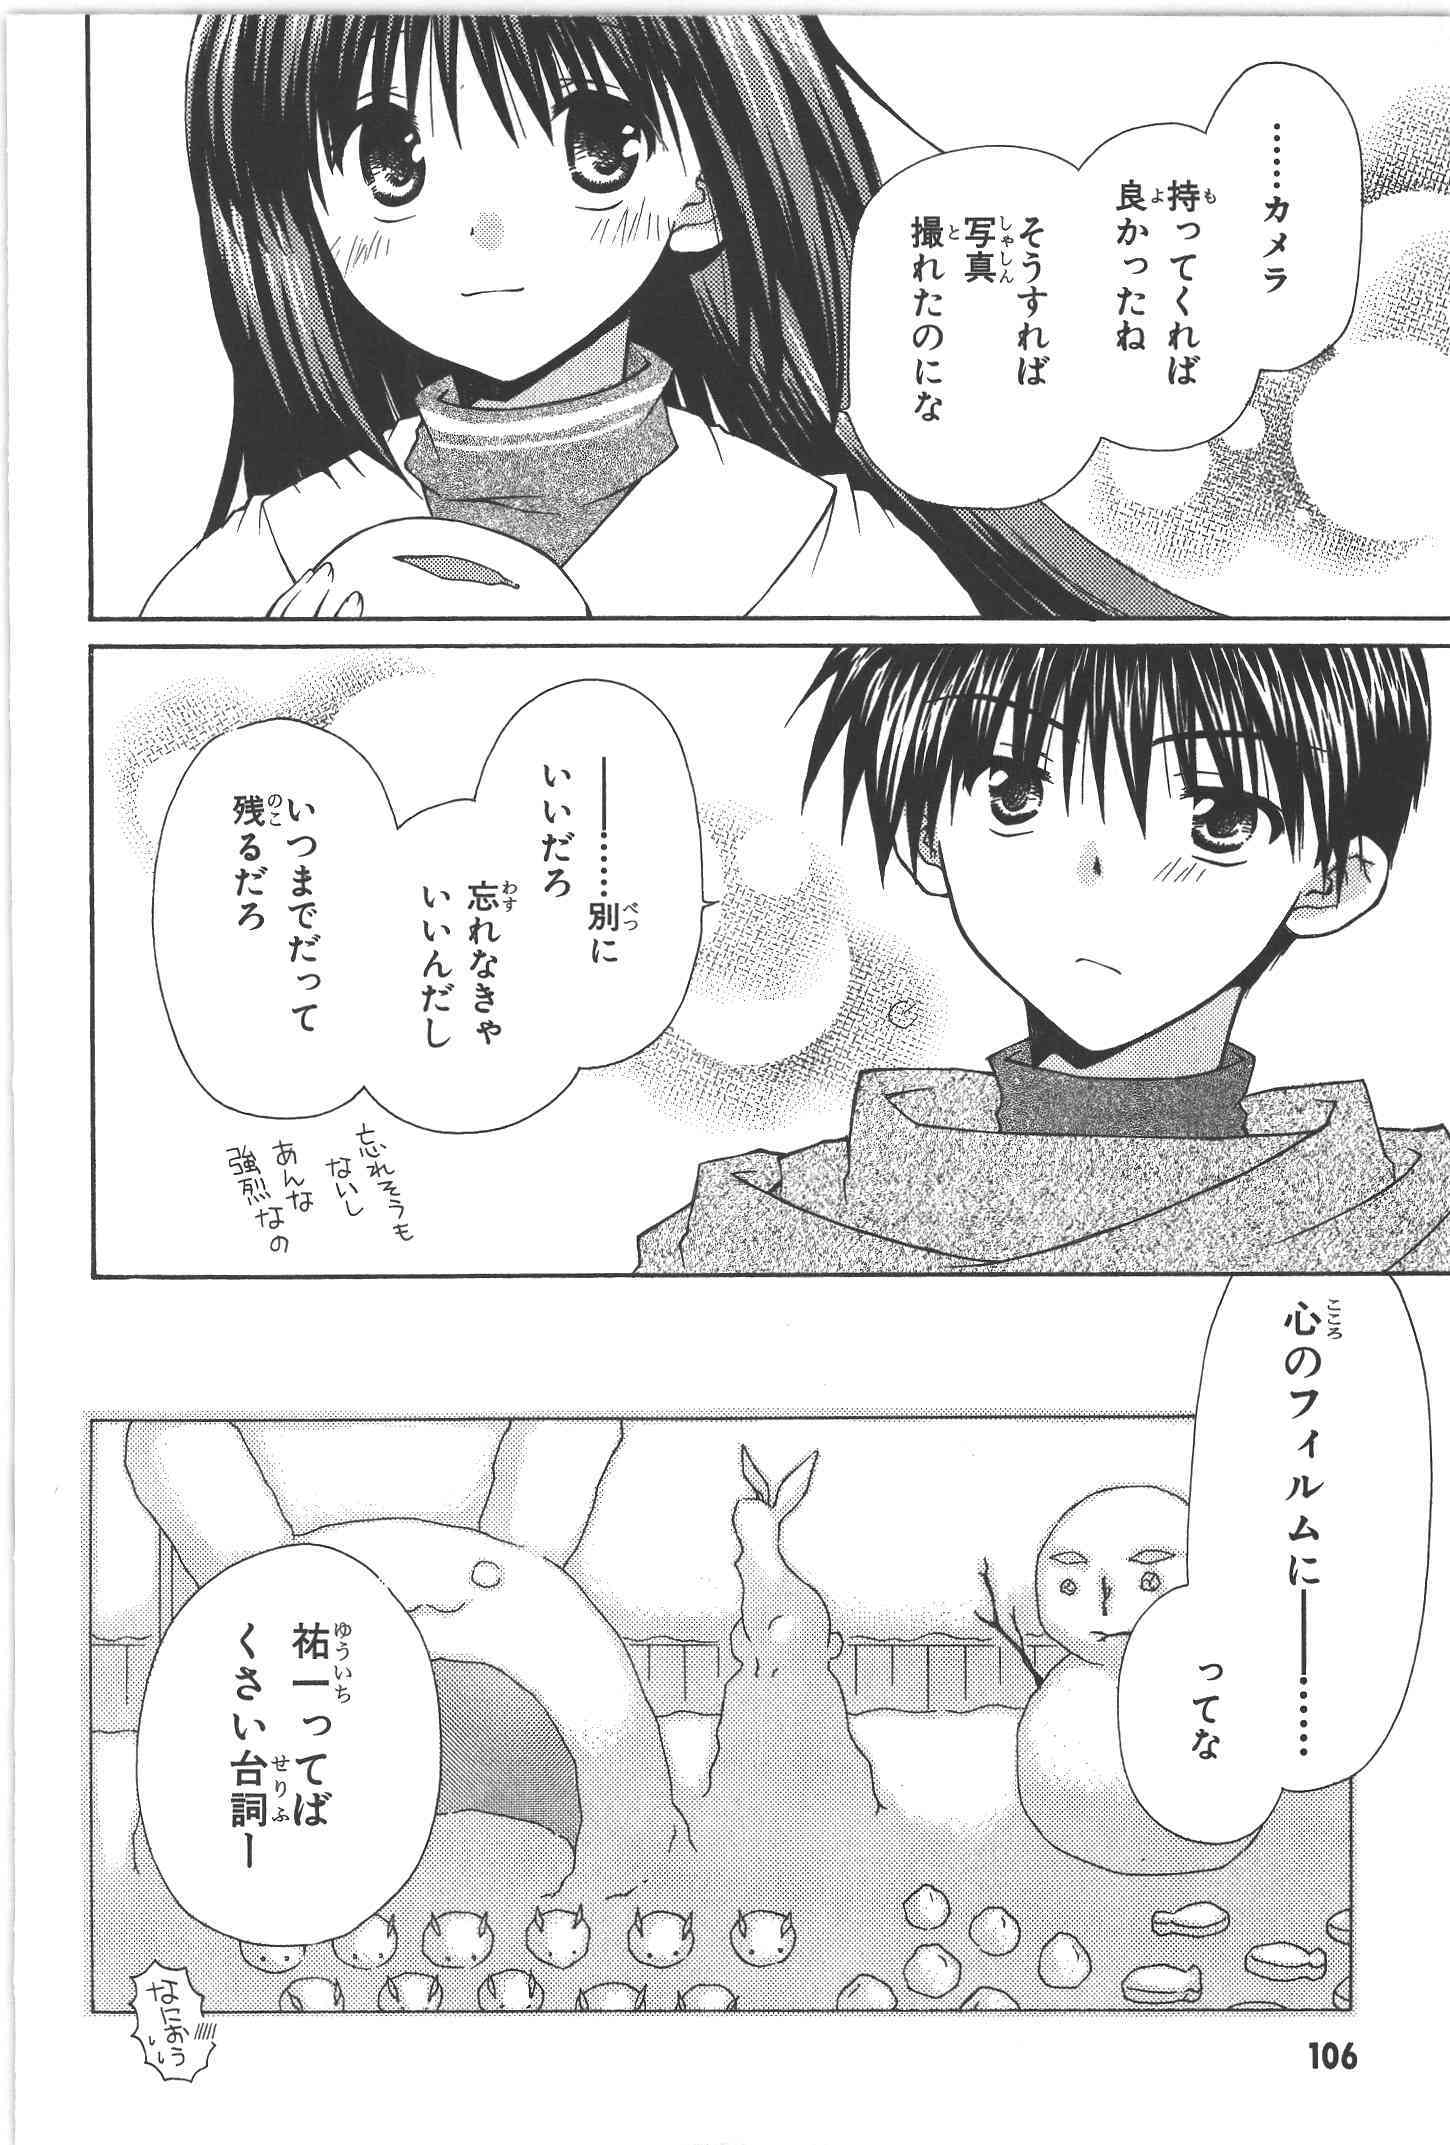 ……カメラ
持ってくれば
良かったね
そうすれば
写真
撮れたのにな
――……別に
いいだろ
忘れなきゃ
いいんだし
いつまでだって
残るだろ
忘れそうも
ないし
あんな
強烈なの
心のフィルムに――……
ってな
祐一ってば
くさい台詞ー
なにおう
いい
106